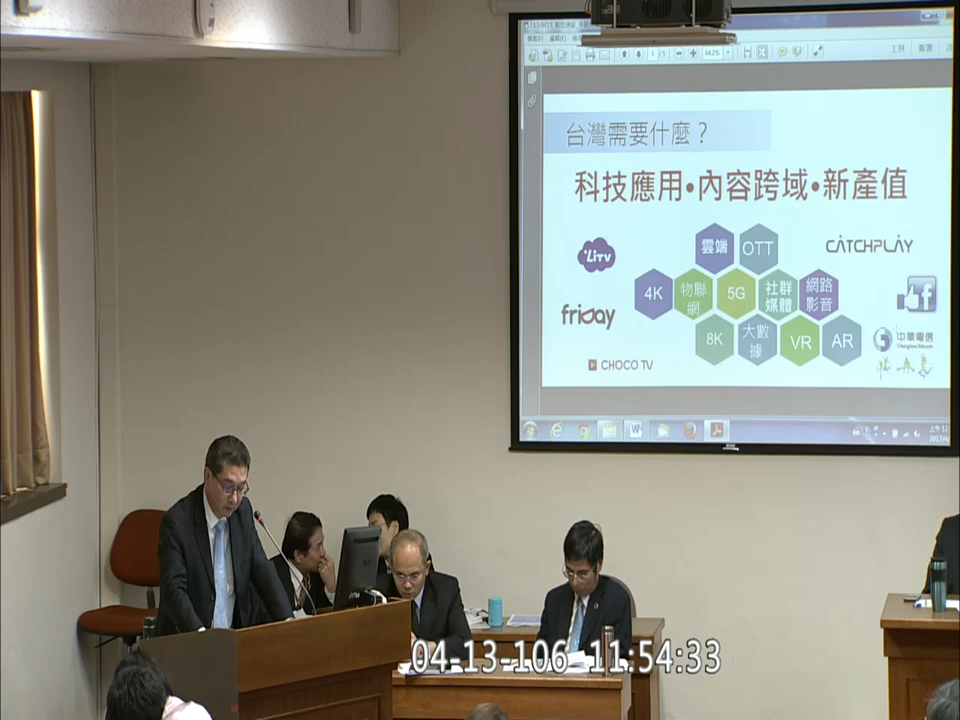 台灣需要什麼？
科技應用•內容跨域•新產值
LiTV
雲端
OTT
CATCHPLAY
4K
物聯網
5G
社群媒體
網路影音
friday
8K
大數據
VR
AR
中華電信
Chunghwa Telecom
CHOCO TV
04-13-106 11:54:33